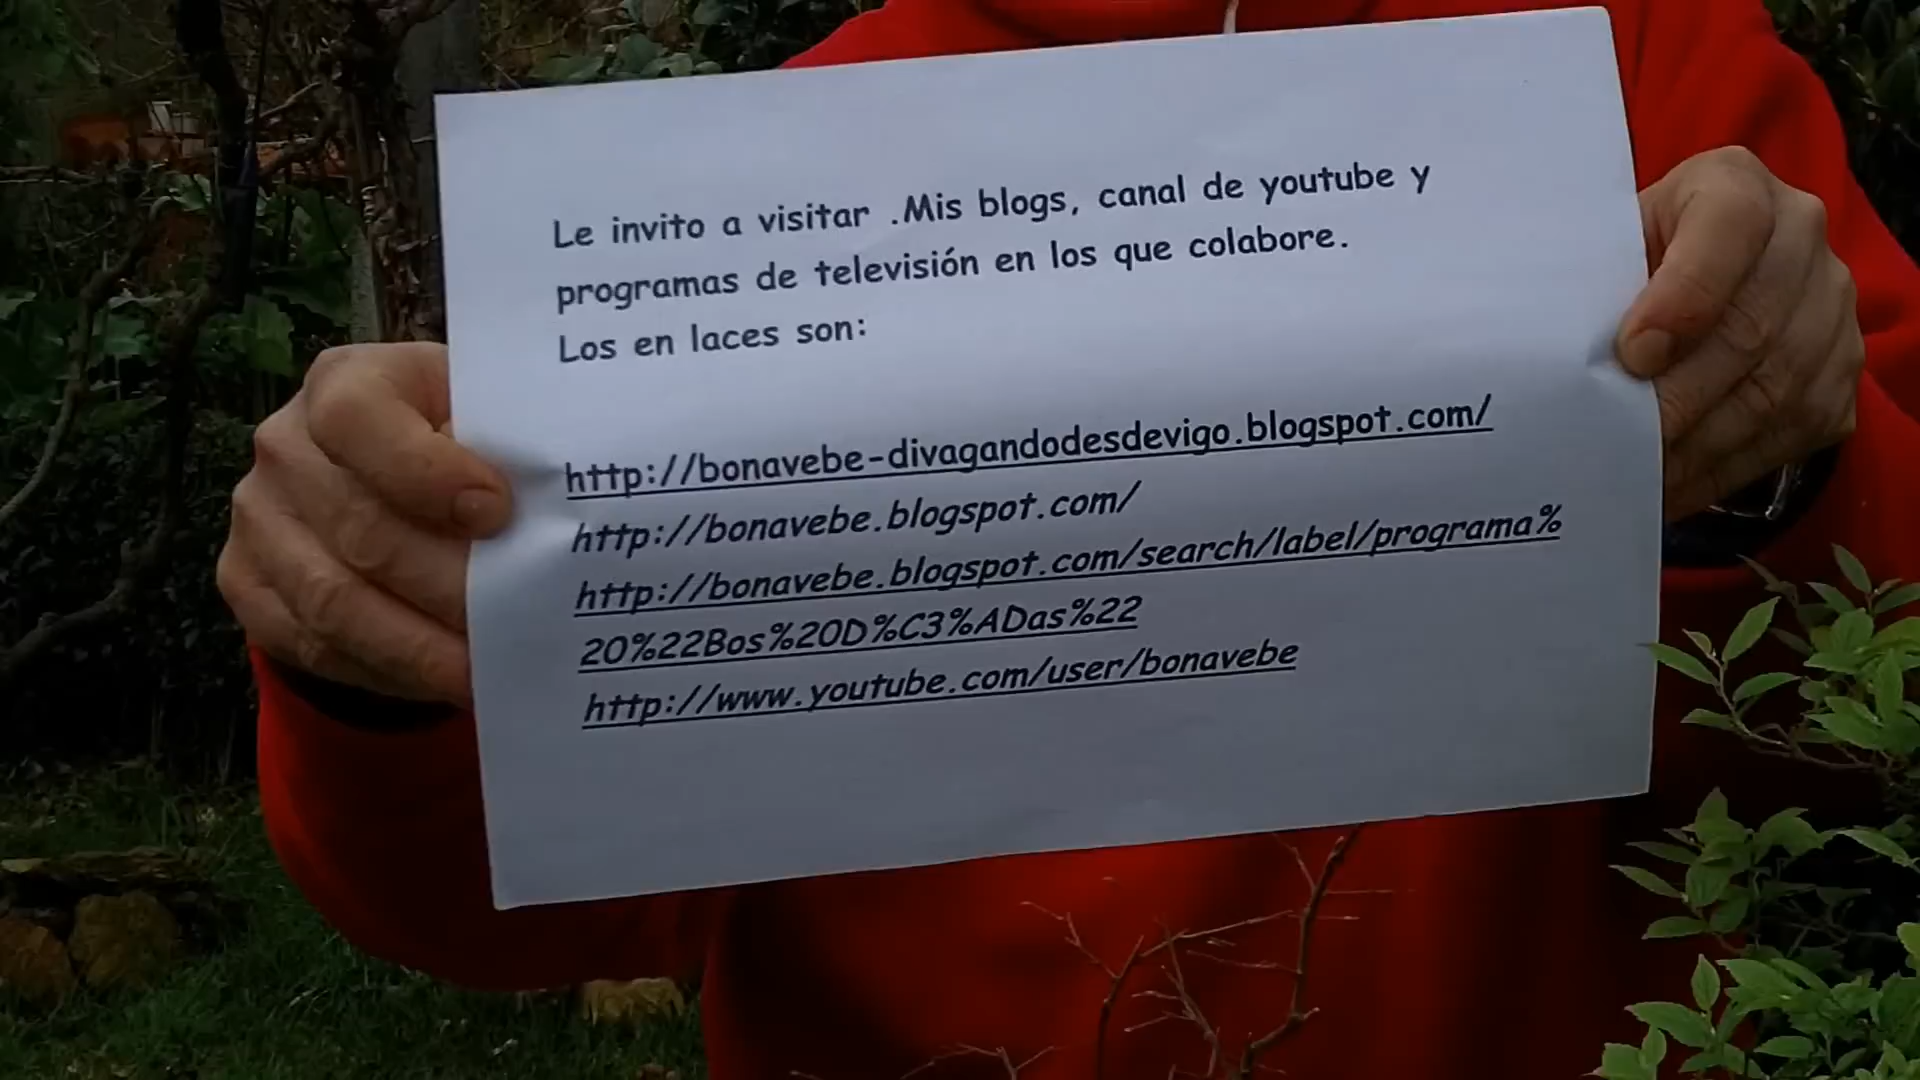 Le invito a visitar .Mis blogs, canal de youtube y
programas de televisión en los que colabore.
Los en laces son:
http://bonavebe-divagandodesdevigo.blogspot.com/
http://bonavebe.blogspot.com/
http://bonavebe.blogspot.com/search/label/programa%
20%22Bos%20D%C3%ADas%22
http://www.youtube.com/user/bonavebe